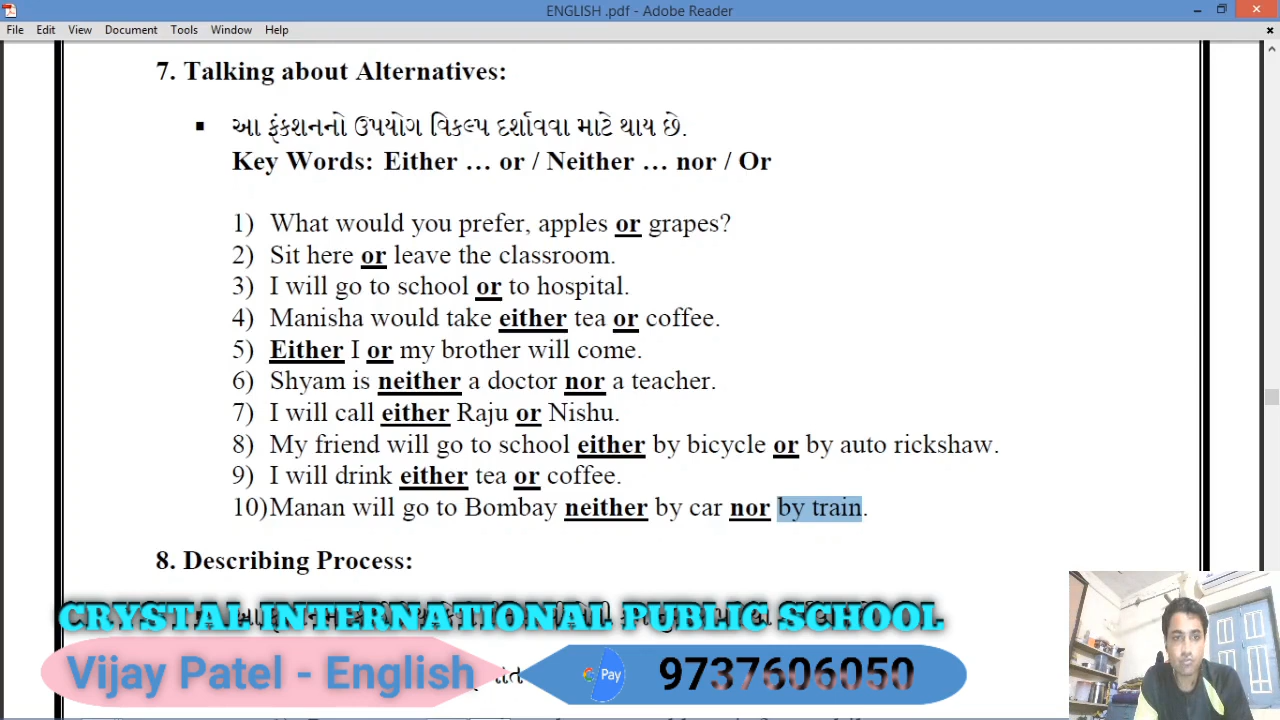 ENGLISH .pdf - Adobe Reader
File Edit View Document Tools Window Help
7. Talking about Alternatives:
▪ આ ફંકશનનો ઉપયોગ વિકલ્પ દર્શાવવા માટે થાય છે.
Key Words: Either … or / Neither … nor / Or
1) What would you prefer, apples or grapes?
2) Sit here or leave the classroom.
3) I will go to school or to hospital.
4) Manisha would take either tea or coffee.
5) Either I or my brother will come.
6) Shyam is neither a doctor nor a teacher.
7) I will call either Raju or Nishu.
8) My friend will go to school either by bicycle or by auto rickshaw.
9) I will drink either tea or coffee.
10)Manan will go to Bombay neither by car nor by train.
8. Describing Process:
CRYSTAL INTERNATIONAL PUBLIC SCHOOL
Vijay Patel - English G Pay 9737606050